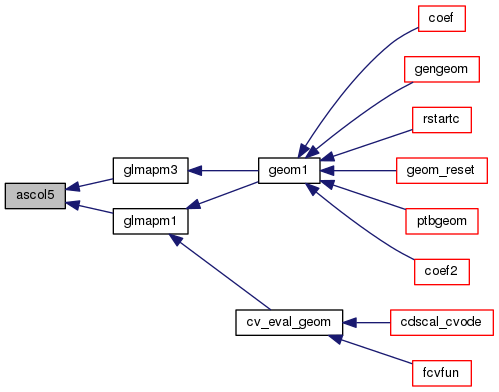 coef
gengeom
rstartc
glmapm3
geom1
geom_reset
ascol5
glmapm1
ptbgeom
coef2
cv_eval_geom
cdscal_cvode
fcvfun